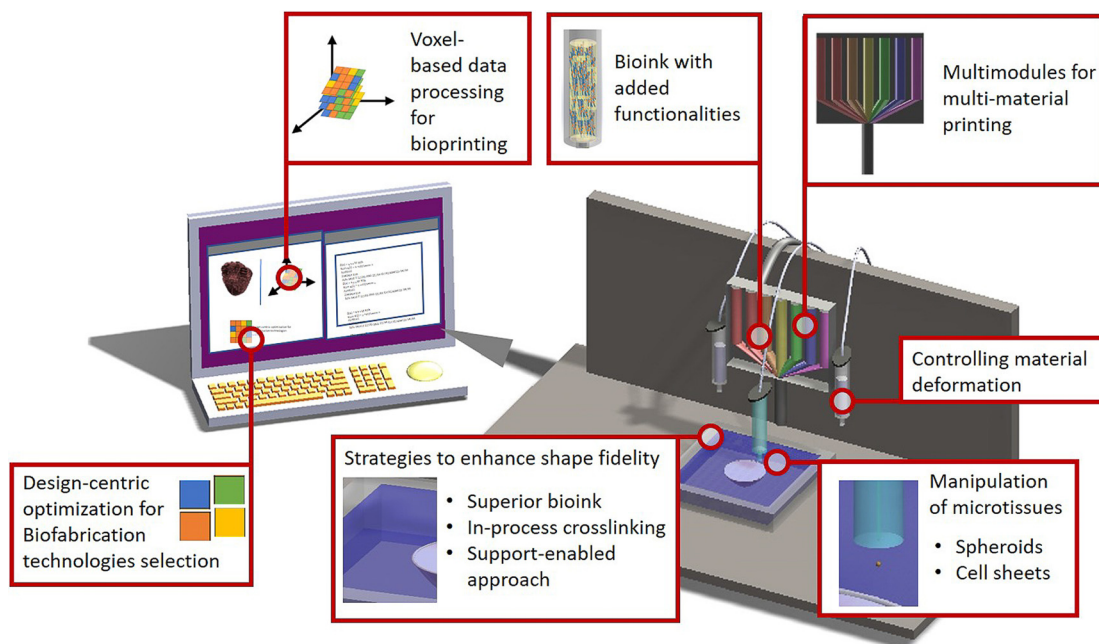 Voxel-
based data
processing
for
bioprinting
Bioink with
added
functionalities
Multimodules for
multi-material
printing
Controlling material
deformation
Design-centric
optimization for
Biofabrication
technologies selection
Strategies to enhance shape fidelity
• Superior bioink
• In-process crosslinking
• Support-enabled
approach
Manipulation
of microtissues
• Spheroids
• Cell sheets